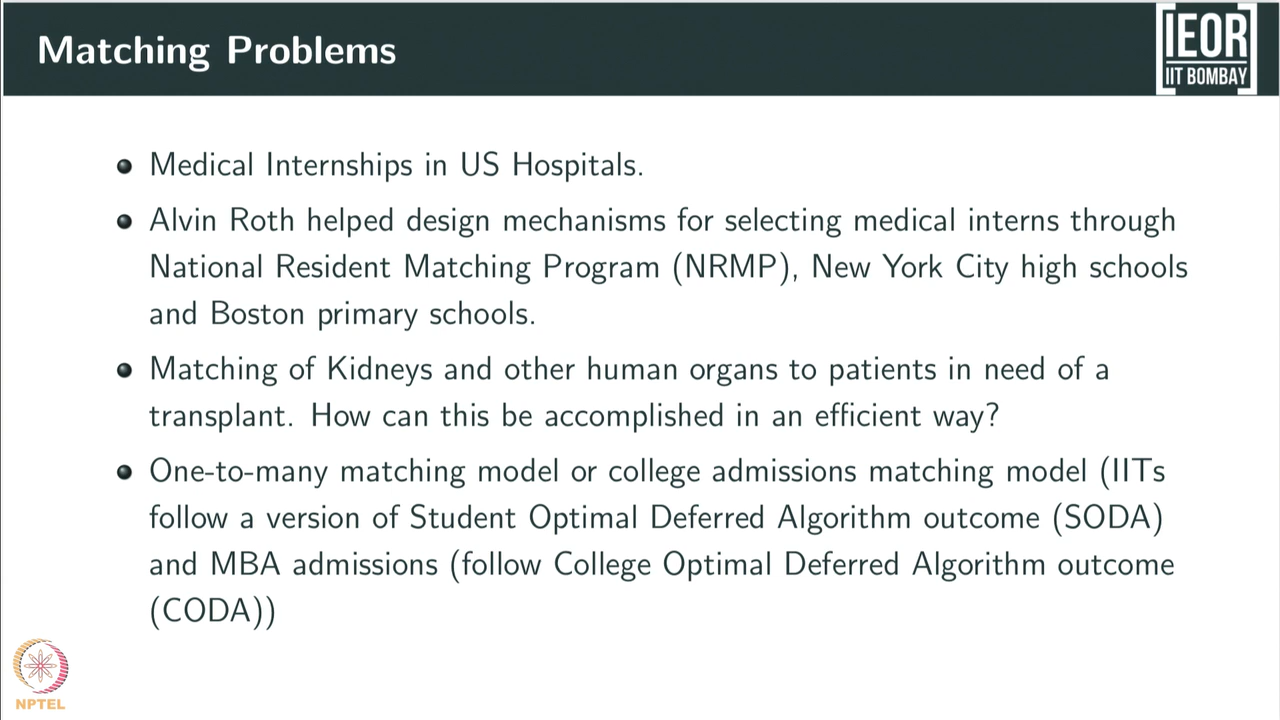 Matching Problems
IEOR
IIT BOMBAY
Medical Internships in US Hospitals.
Alvin Roth helped design mechanisms for selecting medical interns through
National Resident Matching Program (NRMP), New York City high schools
and Boston primary schools.
Matching of Kidneys and other human organs to patients in need of a
transplant. How can this be accomplished in an efficient way?
One-to-many matching model or college admissions matching model (IITs
follow a version of Student Optimal Deferred Algorithm outcome (SODA)
and MBA admissions (follow College Optimal Deferred Algorithm outcome
(CODA))
NPTEL